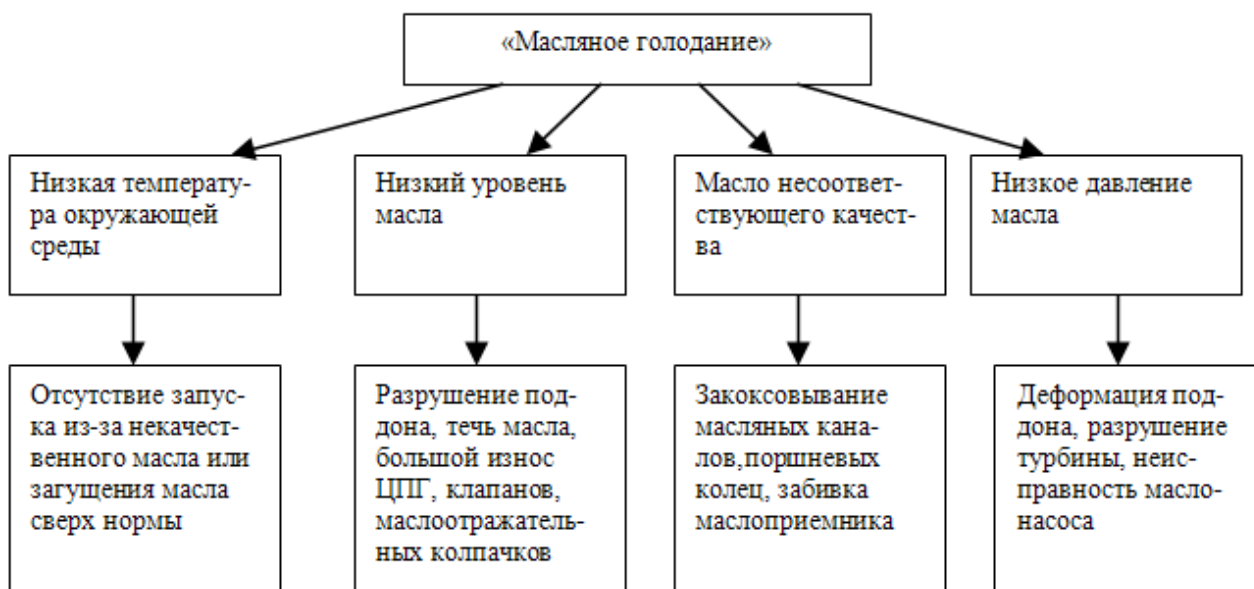 «Масляное голодание»
Низкая температу-
ра окружающей
среды
Низкий уровень
масла
Масло несоответ-
ствующего качест-
ва
Низкое давление
масла
Отсутствие запус-
ка из-за некачест-
венного масла или
загущения масла
сверх нормы
Разрушение под-
дона, течь масла,
большой износ
ЦПГ, клапанов,
маслоотражатель-
ных колпачков
Закоксовывание
масляных кана-
лов,поршневых
колец, забивка
маслоприемника
Деформация под-
дона, разрушение
турбины, неис-
правность масло-
насоса